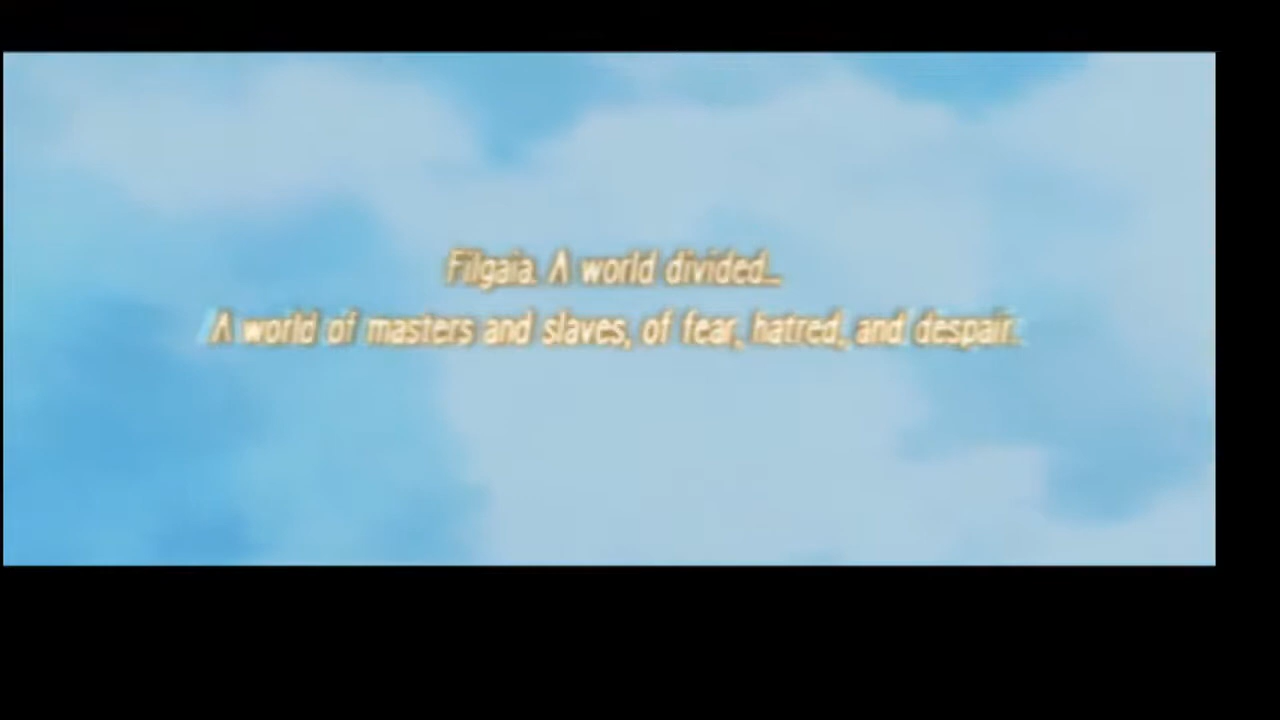 Filgaia. A world divided...
A world of masters and slaves, of fear, hatred, and despair.